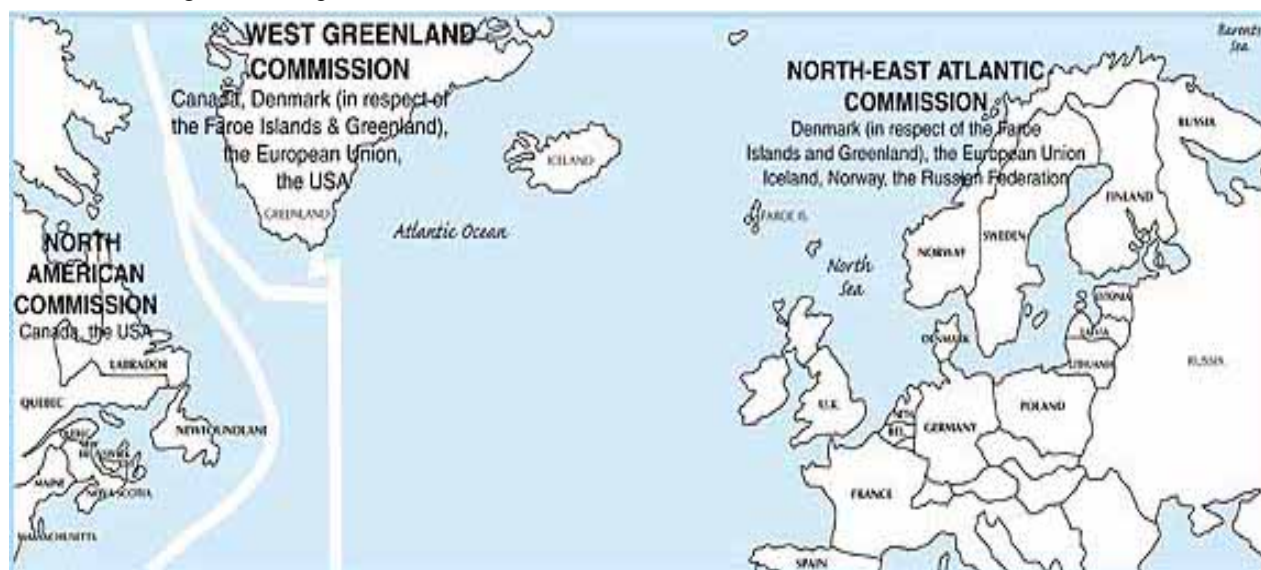 WEST GREENLAND
COMMISSION
Canada, Denmark (in respect of
the Faroe Islands & Greenland),
the European Union,
the USA
GREENLAND
NORTH
AMERICAN
COMMISSION
Canada, the USA
LABRADOR
QUEBEC
NEWFOUNDLAND
MAINE
NOVA SCOTIA
MASSACHUSETTS
ICELAND
Atlantic Ocean
NORTH-EAST ATLANTIC
COMMISSION
Denmark (in respect of the Faroe
Islands and Greenland), the European Union
Iceland, Norway, the Russian Federation
Barents
Sea
RUSSIA
FAROE IS.
FINLAND
SWEDEN
NORWAY
North
Sea
ESTONIA
LATVIA
LITHUANIA
DENMARK
RUSSIA
U.K.
NETH
BEL.
GERMANY
POLAND
FRANCE
SPAIN